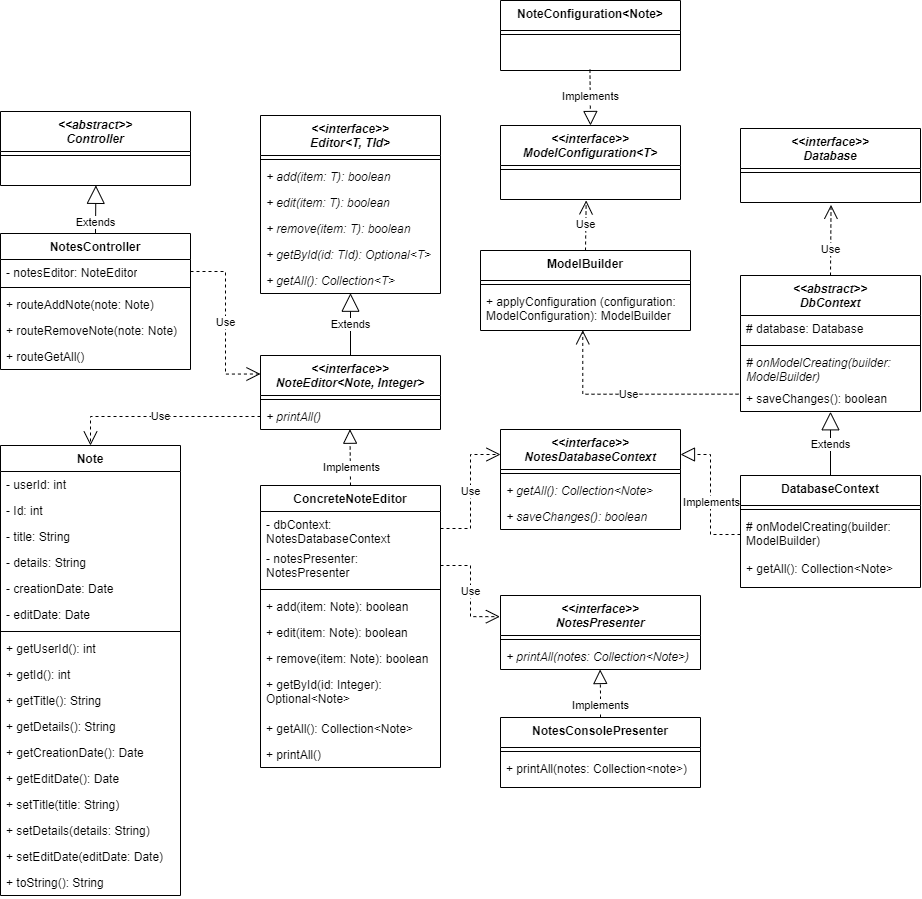 NoteConfiguration<Note>
Implements
<<interface>>
ModelConfiguration<T>
Use
ModelBuilder
+ applyConfiguration (configuration:
ModelConfiguration): ModelBuilder
<<abstract>>
Controller
Extends
NotesController
- notesEditor: NoteEditor
+ routeAddNote(note: Note)
+ routeRemoveNote(note: Note)
+ routeGetAll()
Use
<<interface>>
Editor<T, TId>
+ add(item: T): boolean
+ edit(item: T): boolean
+ remove(item: T): boolean
+ getById(id: TId): Optional<T>
+ getAll(): Collection<T>
Extends
<<interface>>
NoteEditor<Note, Integer>
+ printAll()
Use
Implements
<<interface>>
Database
Use
<<abstract>>
DbContext
# database: Database
# onModelCreating(builder:
ModelBuilder)
+ saveChanges(): boolean
Use
Extends
DatabaseContext
# onModelCreating(builder:
ModelBuilder)
+ getAll(): Collection<Note>
Implements
<<interface>>
NotesDatabaseContext
+ getAll(): Collection<Note>
+ saveChanges(): boolean
Use
Note
- userId: int
- Id: int
- title: String
- details: String
- creationDate: Date
- editDate: Date
+ getUserId(): int
+ getId(): int
+ getTitle(): String
+ getDetails(): String
+ getCreationDate(): Date
+ getEditDate(): Date
+ setTitle(title: String)
+ setDetails(details: String)
+ setEditDate(editDate: Date)
+ toString(): String
ConcreteNoteEditor
- dbContext:
NotesDatabaseContext
- notesPresenter:
NotesPresenter
+ add(item: Note): boolean
+ edit(item: Note): boolean
+ remove(item: Note): boolean
+ getById(id: Integer):
Optional<Note>
+ getAll(): Collection<Note>
+ printAll()
Use
<<interface>>
NotesPresenter
+ printAll(notes: Collection<Note>)
Implements
NotesConsolePresenter
+ printAll(notes: Collection<note>)